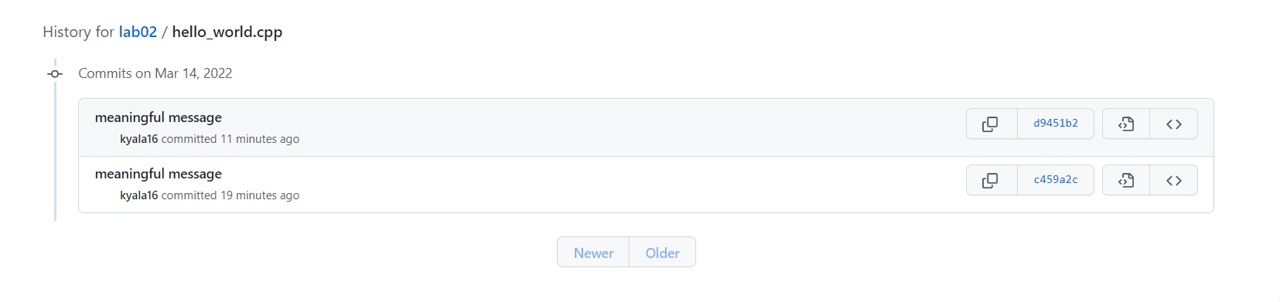 History for lab02 / hello_world.cpp
Commits on Mar 14, 2022
meaningful message
kyala16 committed 11 minutes ago
d9451b2
meaningful message
kyala16 committed 19 minutes ago
c459a2c
Newer Older